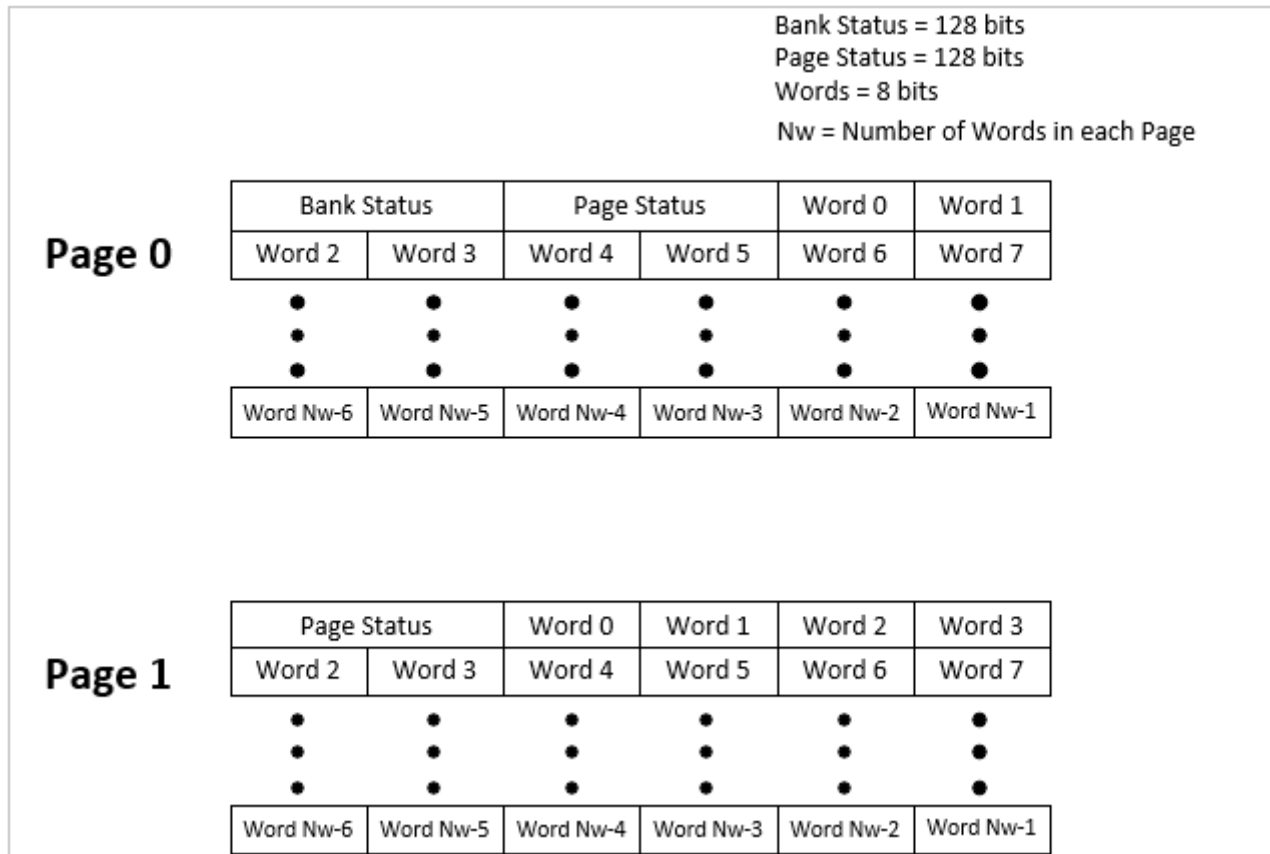 Bank Status = 128 bits
Page Status = 128 bits
Words = 8 bits
Nw = Number of Words in each Page
Page 0
Bank Status Page Status Word 0 Word 1
Word 2 Word 3 Word 4 Word 5 Word 6 Word 7
Word Nw-6 Word Nw-5 Word Nw-4 Word Nw-3 Word Nw-2 Word Nw-1
Page 1
Page Status Word 0 Word 1 Word 2 Word 3
Word 2 Word 3 Word 4 Word 5 Word 6 Word 7
Word Nw-6 Word Nw-5 Word Nw-4 Word Nw-3 Word Nw-2 Word Nw-1